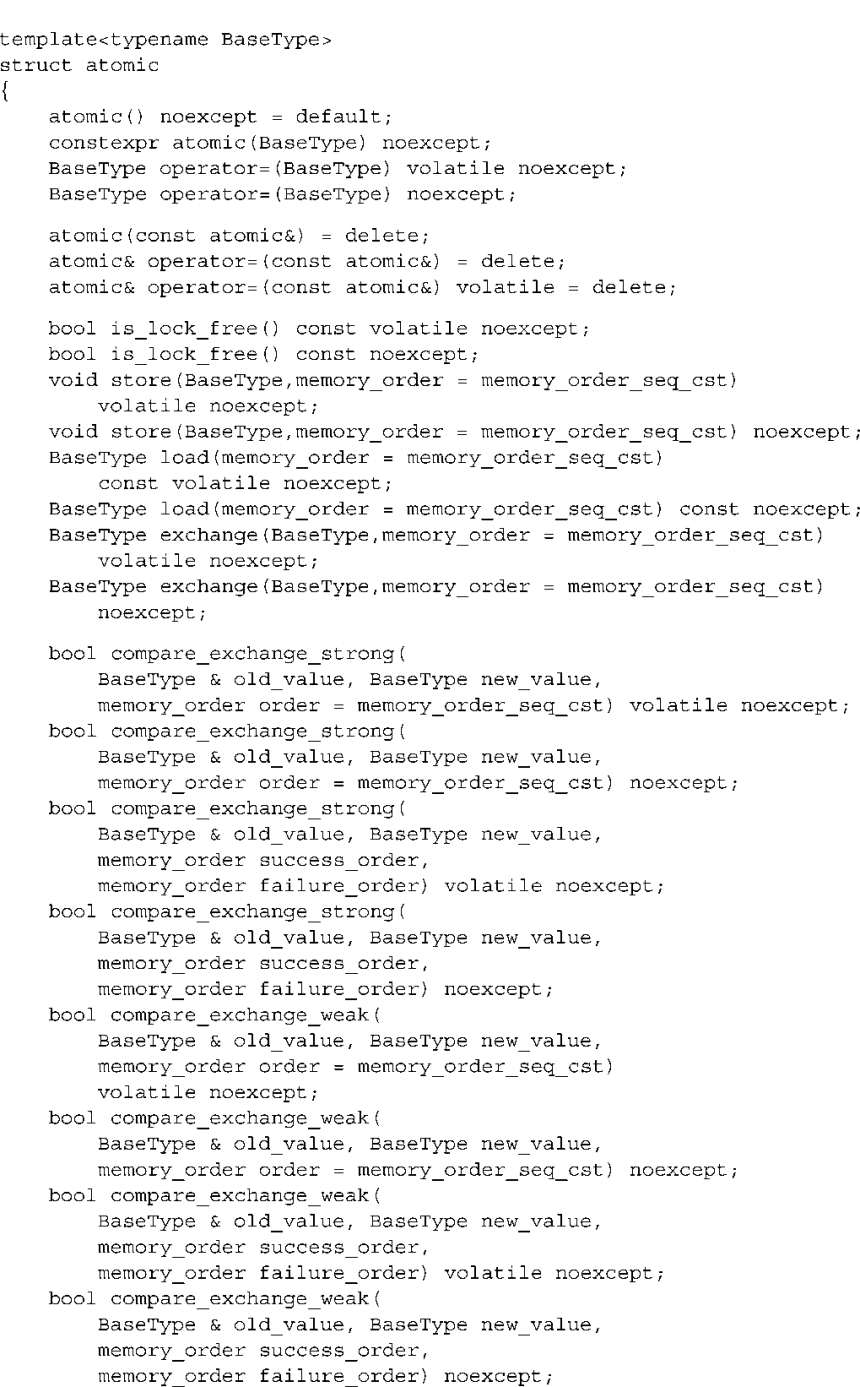 template<typename BaseType>
struct atomic
{
    atomic() noexcept = default;
    constexpr atomic(BaseType) noexcept;
    BaseType operator=(BaseType) volatile noexcept;
    BaseType operator=(BaseType) noexcept;
    atomic(const atomic&) = delete;
    atomic& operator=(const atomic&) = delete;
    atomic& operator=(const atomic&) volatile = delete;
    bool is_lock_free() const volatile noexcept;
    bool is_lock_free() const noexcept;
    void store(BaseType,memory_order = memory_order_seq_cst)
        volatile noexcept;
    void store(BaseType,memory_order = memory_order_seq_cst) noexcept;
    BaseType load(memory_order = memory_order_seq_cst)
        const volatile noexcept;
    BaseType load(memory_order = memory_order_seq_cst) const noexcept;
    BaseType exchange(BaseType,memory_order = memory_order_seq_cst)
        volatile noexcept;
    BaseType exchange(BaseType,memory_order = memory_order_seq_cst)
        noexcept;
    bool compare_exchange_strong(
        BaseType & old_value, BaseType new_value,
        memory_order order = memory_order_seq_cst) volatile noexcept;
    bool compare_exchange_strong(
        BaseType & old_value, BaseType new_value,
        memory_order order = memory_order_seq_cst) noexcept;
    bool compare_exchange_strong(
        BaseType & old_value, BaseType new_value,
        memory_order success_order,
        memory_order failure_order) volatile noexcept;
    bool compare_exchange_strong(
        BaseType & old_value, BaseType new_value,
        memory_order success_order,
        memory_order failure_order) noexcept;
    bool compare_exchange_weak(
        BaseType & old_value, BaseType new_value,
        memory_order order = memory_order_seq_cst)
        volatile noexcept;
    bool compare_exchange_weak(
        BaseType & old_value, BaseType new_value,
        memory_order order = memory_order_seq_cst) noexcept;
    bool compare_exchange_weak(
        BaseType & old_value, BaseType new_value,
        memory_order success_order,
        memory_order failure_order) volatile noexcept;
    bool compare_exchange_weak(
        BaseType & old_value, BaseType new_value,
        memory_order success_order,
        memory_order failure_order) noexcept;